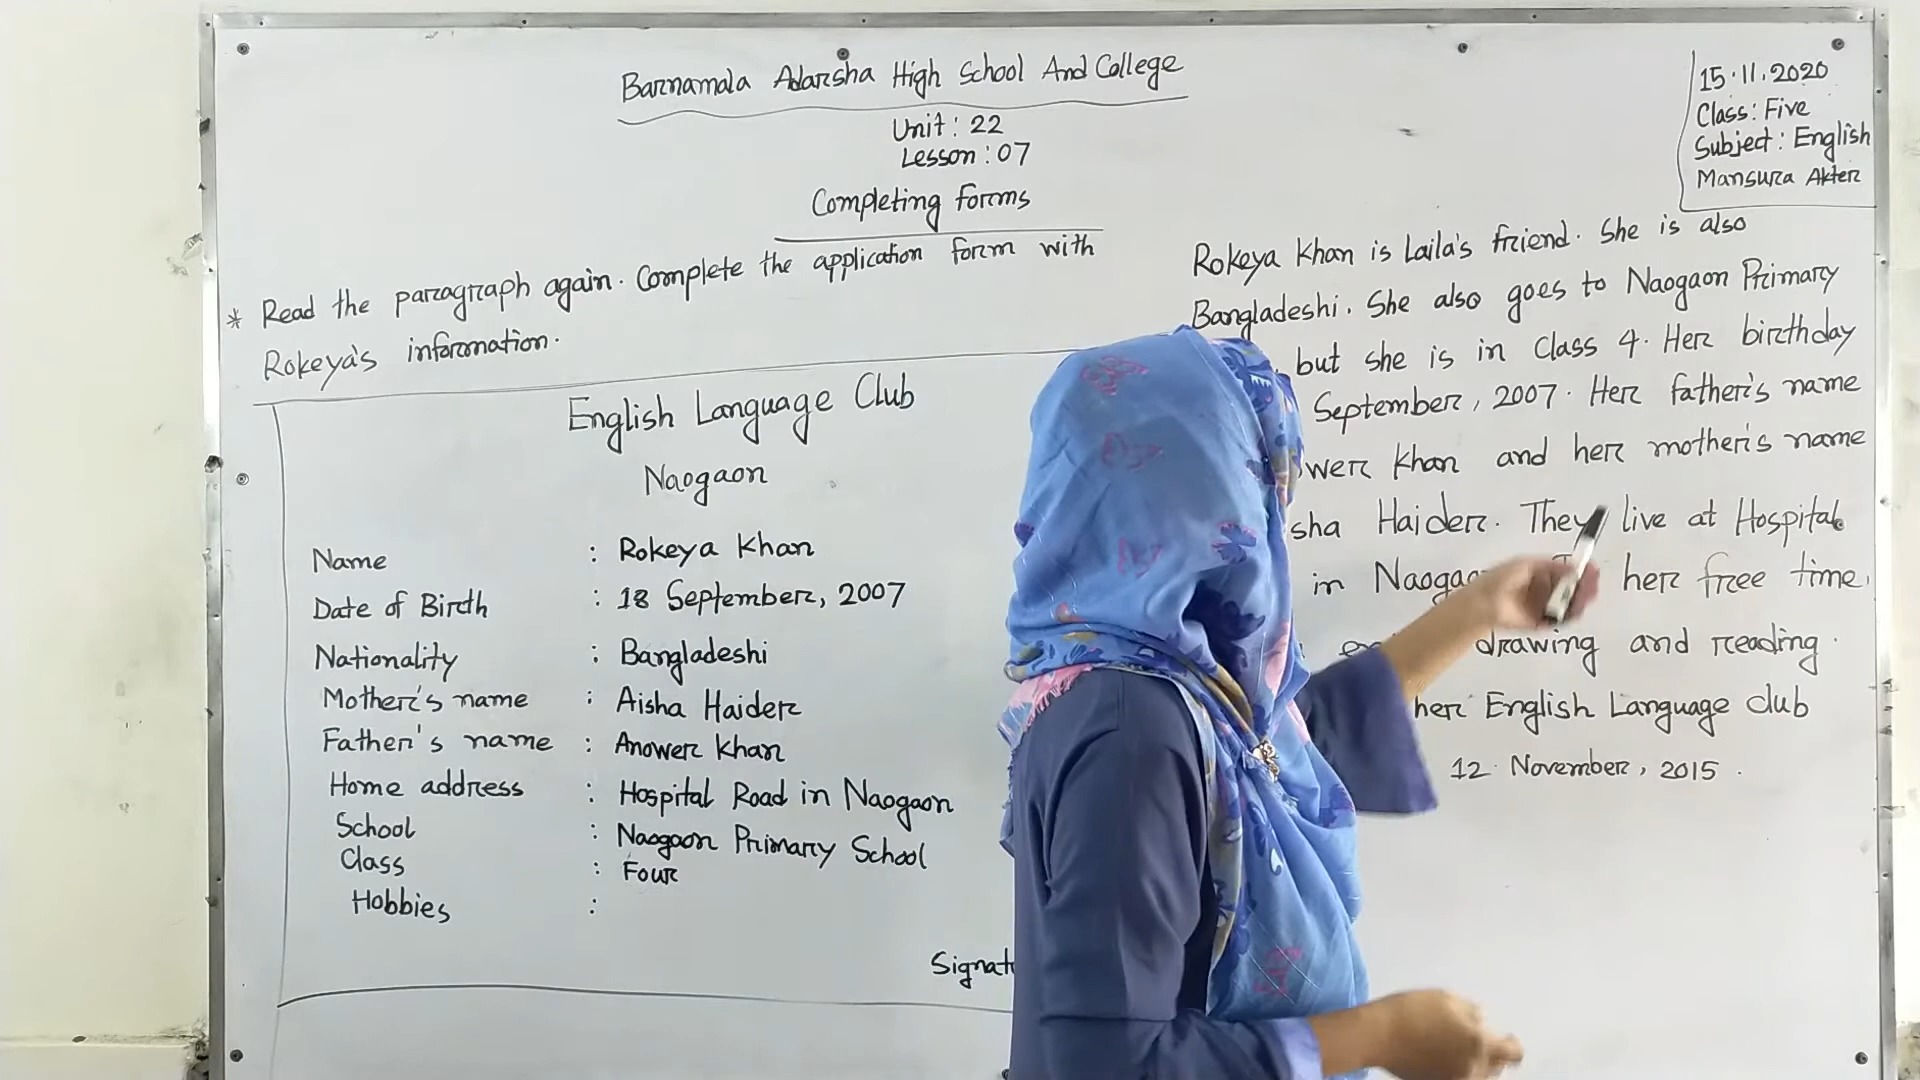 Barnamala Adarsha High School And College
Unit : 22
Lesson : 07
Completing forms
15.11.2020
Class: Five
Subject : English
Mansura Akter
* Read the paragraph again. Complete the application form with
Rokeya's information.
English Language Club
Naogaon
Name : Rokeya Khan
Date of Birth : 18 September, 2007
Nationality : Bangladeshi
Mother's name : Aisha Haider
Father's name : Anower Khan
Home address : Hospital Road in Naogaon
School : Naogaon Primary School
Class : Four
Hobbies :
Rokeya Khan is Laila's friend. She is also
Bangladeshi. She also goes to Naogaon Primary
but she is in Class 4. Her birthday
September, 2007. Her father's name
Khan and her mother's name
Haider. They live at Hospital
in her free time,
drawing and reading.
her English Language club
12 November, 2015.